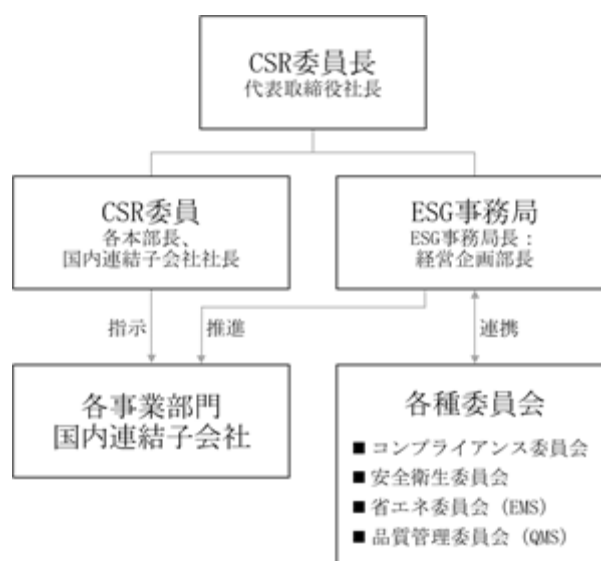 CSR委員長
代表取締役社長
CSR委員
各本部長、
国内連結子会社社長
ESG事務局
ESG事務局長：
経営企画部長
指示
推進
連携
各事業部門
国内連結子会社
各種委員会
■ コンプライアンス委員会
■ 安全衛生委員会
■ 省エネ委員会 (EMS)
■ 品質管理委員会 (QMS)